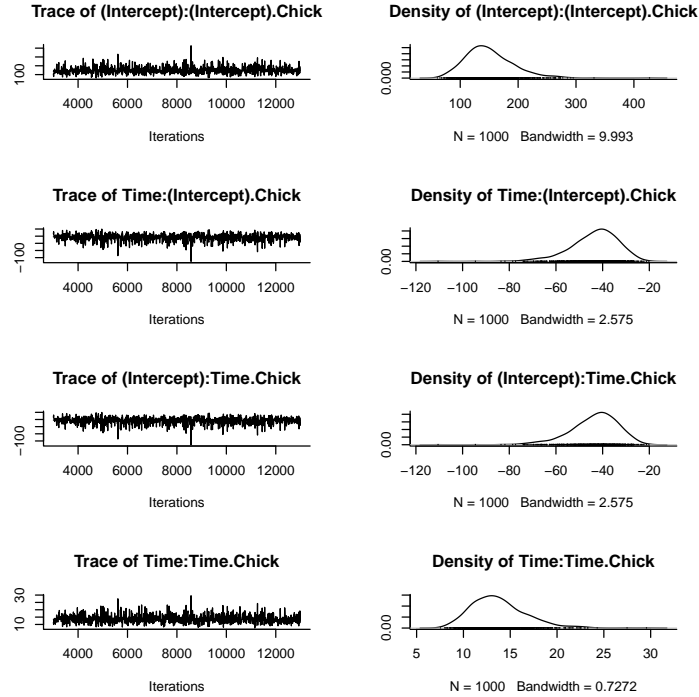 Trace of (Intercept):(Intercept).Chick
100
4000 6000 8000 10000 12000
Iterations
Density of (Intercept):(Intercept).Chick
0.000
100 200 300 400
N = 1000 Bandwidth = 9.993
Trace of Time:(Intercept).Chick
−100
4000 6000 8000 10000 12000
Iterations
Density of Time:(Intercept).Chick
0.00
−120 −100 −80 −60 −40 −20
N = 1000 Bandwidth = 2.575
Trace of (Intercept):Time.Chick
−100
4000 6000 8000 10000 12000
Iterations
Density of (Intercept):Time.Chick
0.00
−120 −100 −80 −60 −40 −20
N = 1000 Bandwidth = 2.575
Trace of Time:Time.Chick
10 30
4000 6000 8000 10000 12000
Iterations
Density of Time:Time.Chick
0.00
5 10 15 20 25 30
N = 1000 Bandwidth = 0.7272